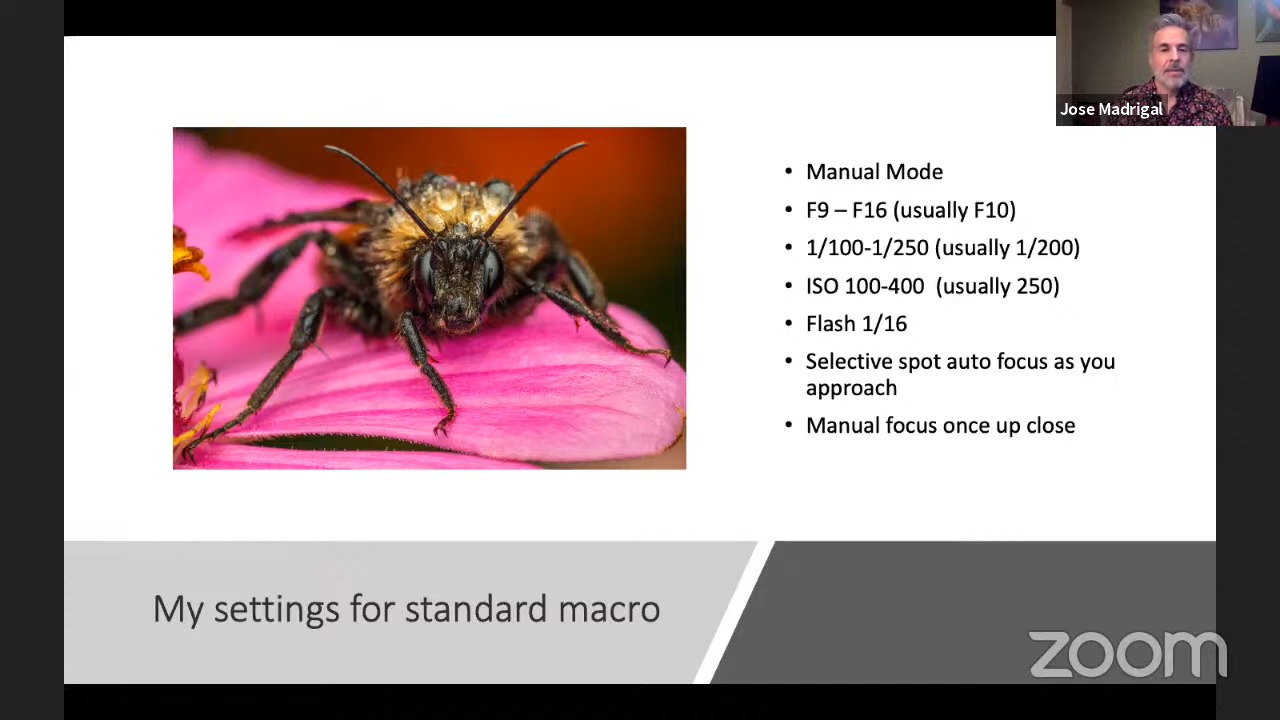 Jose Madrigal
• Manual Mode
• F9 – F16 (usually F10)
• 1/100-1/250 (usually 1/200)
• ISO 100-400 (usually 250)
• Flash 1/16
• Selective spot auto focus as you
approach
• Manual focus once up close
My settings for standard macro
zoom